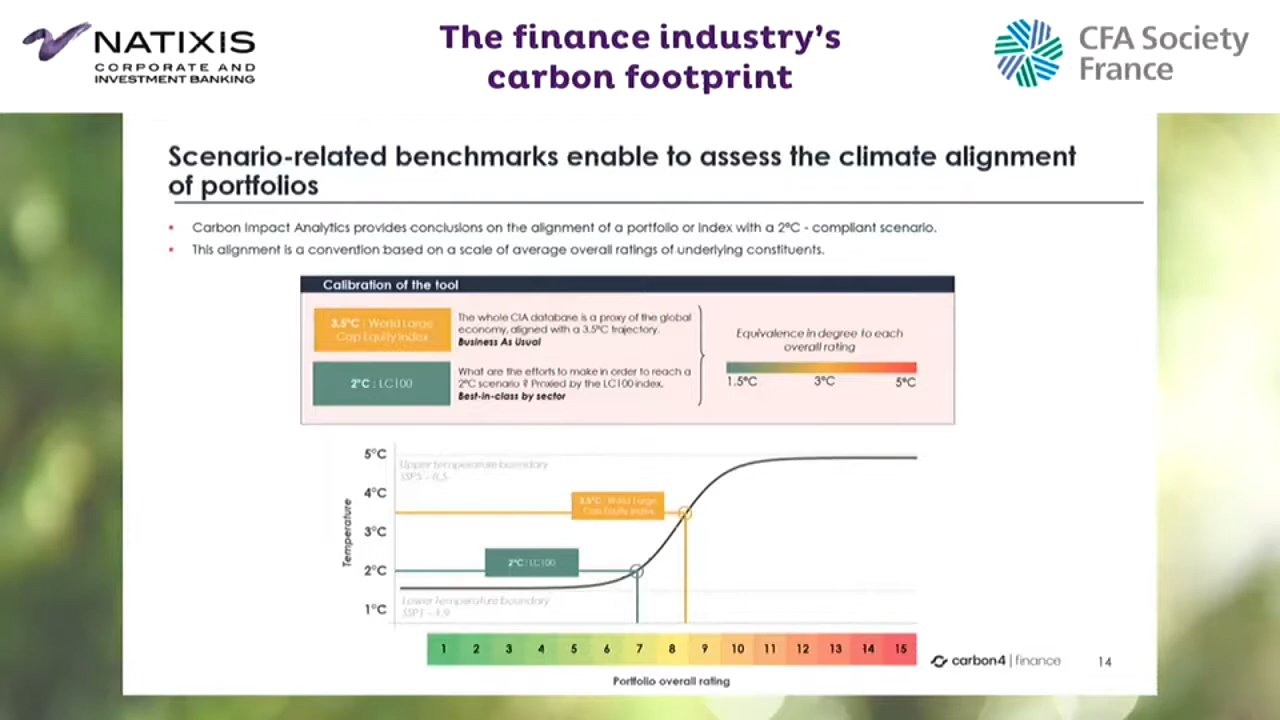 NATIXIS
CORPORATE AND
INVESTMENT BANKING
The finance industry's
carbon footprint
CFA Society
France
Scenario-related benchmarks enable to assess the climate alignment
of portfolios
Carbon Impact Analytics provides conclusions on the alignment of a portfolio or index with a 2°C - compliant scenario.
This alignment is a convention based on a scale of average overall ratings of underlying constituents.
Calibration of the tool
3.5°C : World Large
Cap Equity Index
The whole CIA database is a proxy of the global
economy, aligned with a 3.5°C trajectory.
Business As Usual
2°C : LC100
What are the efforts to make in order to reach a
2°C scenario ? Proxied by the LC100 index.
Best-in-class by sector
Equivalence in degree to each
overall rating
1.5°C 3°C 5°C
Temperature
5°C
4°C
3°C
2°C
1°C
Upper temperature boundary
SSP5 - 8.5
3.5°C : World Large
Cap Equity Index
2°C : LC100
Lower temperature boundary
SSP1 - 1.9
1 2 3 4 5 6 7 8 9 10 11 12 13 14 15
Portfolio overall rating
carbon4 | finance
14